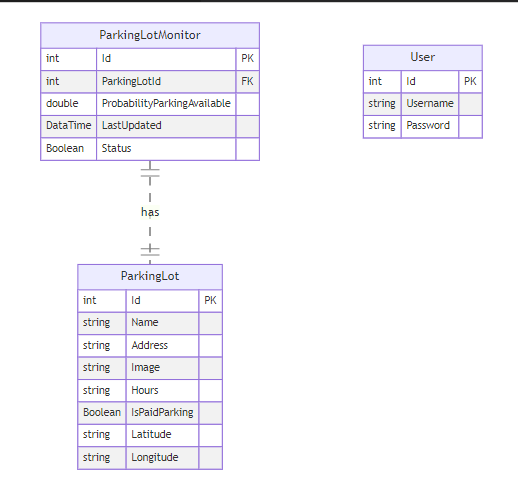 ParkingLotMonitor
int Id PK
int ParkingLotId FK
double ProbabilityParkingAvailable
DataTime LastUpdated
Boolean Status
User
int Id PK
string Username
string Password
has
ParkingLot
int Id PK
string Name
string Address
string Image
string Hours
Boolean IsPaidParking
string Latitude
string Longitude